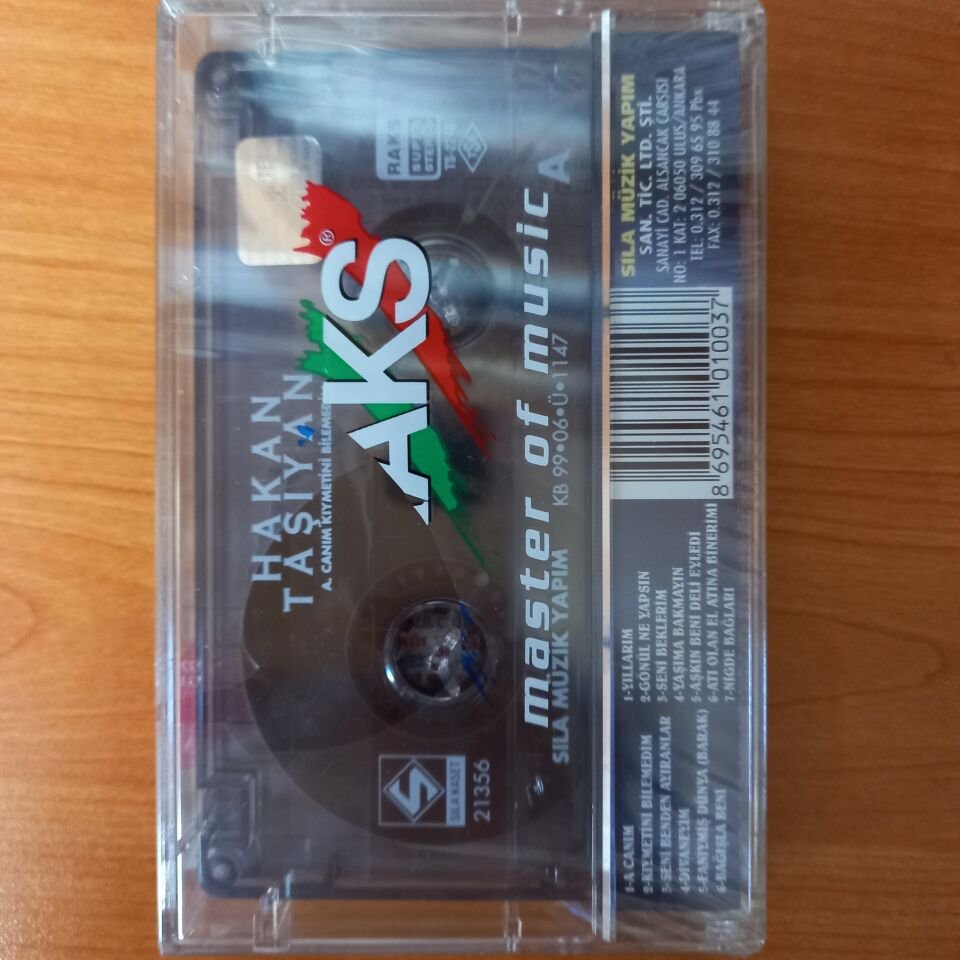 HAKAN
TAŞIYAN
A. CANIM KIYMETİNİ BİLEMEDİM
AKS®
RAKS
SUPER
STEREO
TSE
A
master of music
SILA MÜZİK YAPIM
KB 99•06•Ü•1147
SILA KASET
21356
1-A CANIM
2-KIYMETİNİ BİLEMEDİM
3-SENİ BENDEN AYIRANLAR
4-DİVANEYİM
5-FANİYMİŞ DÜNYA (BARAK)
6-BAĞIŞLA BENİ
1-YILLARIM
2-GÖNÜL NE YAPSIN
3-SENİ BEKLERİM
4-YAŞIMA BAKMAYIN
5-AŞKIN BENİ DELİ EYLEDİ
6-ATI OLAN EL ATINA BİNERİMİ
7-NİGDE BAĞLARI
8 695461 010037
SILA MÜZİK YAPIM
SAN. TİC. LTD. ŞTİ.
SANAYİ CAD. ALSANCAK ÇARŞISI
NO: 1 KAT: 2 06050 ULUS/ANKARA
TEL: 0.312 / 309 65 95 Pbx
FAX: 0.312 / 310 88 44